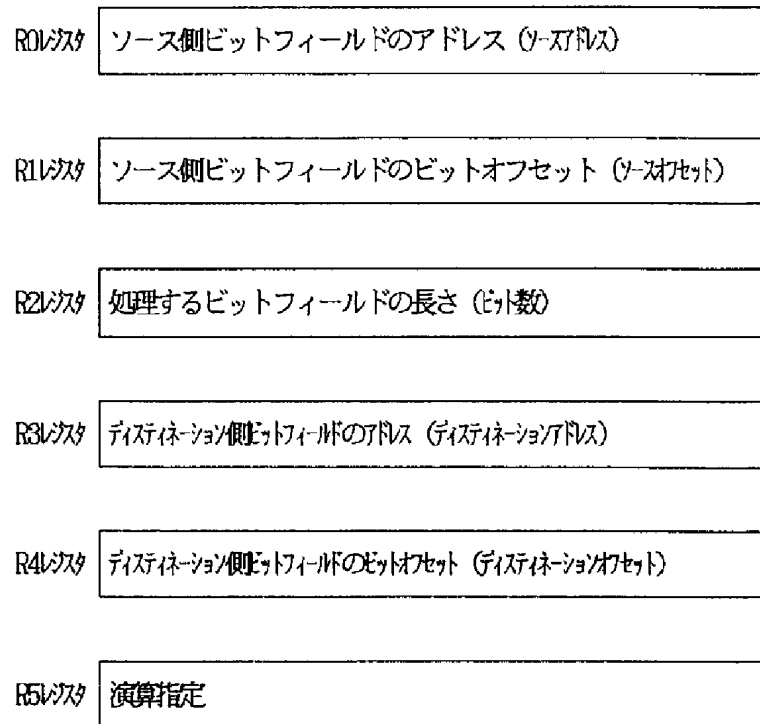 R0レジスタ ソース側ビットフィールドのアドレス (ソースアドレス)
R1レジスタ ソース側ビットフィールドのビットオフセット (ソースオフセット)
R2レジスタ 処理するビットフィールドの長さ (ビット数)
R3レジスタ ディスティネーション側ビットフィールドのアドレス (ディスティネーションアドレス)
R4レジスタ ディスティネーション側ビットフィールドのビットオフセット (ディスティネーションオフセット)
R5レジスタ 演算指定